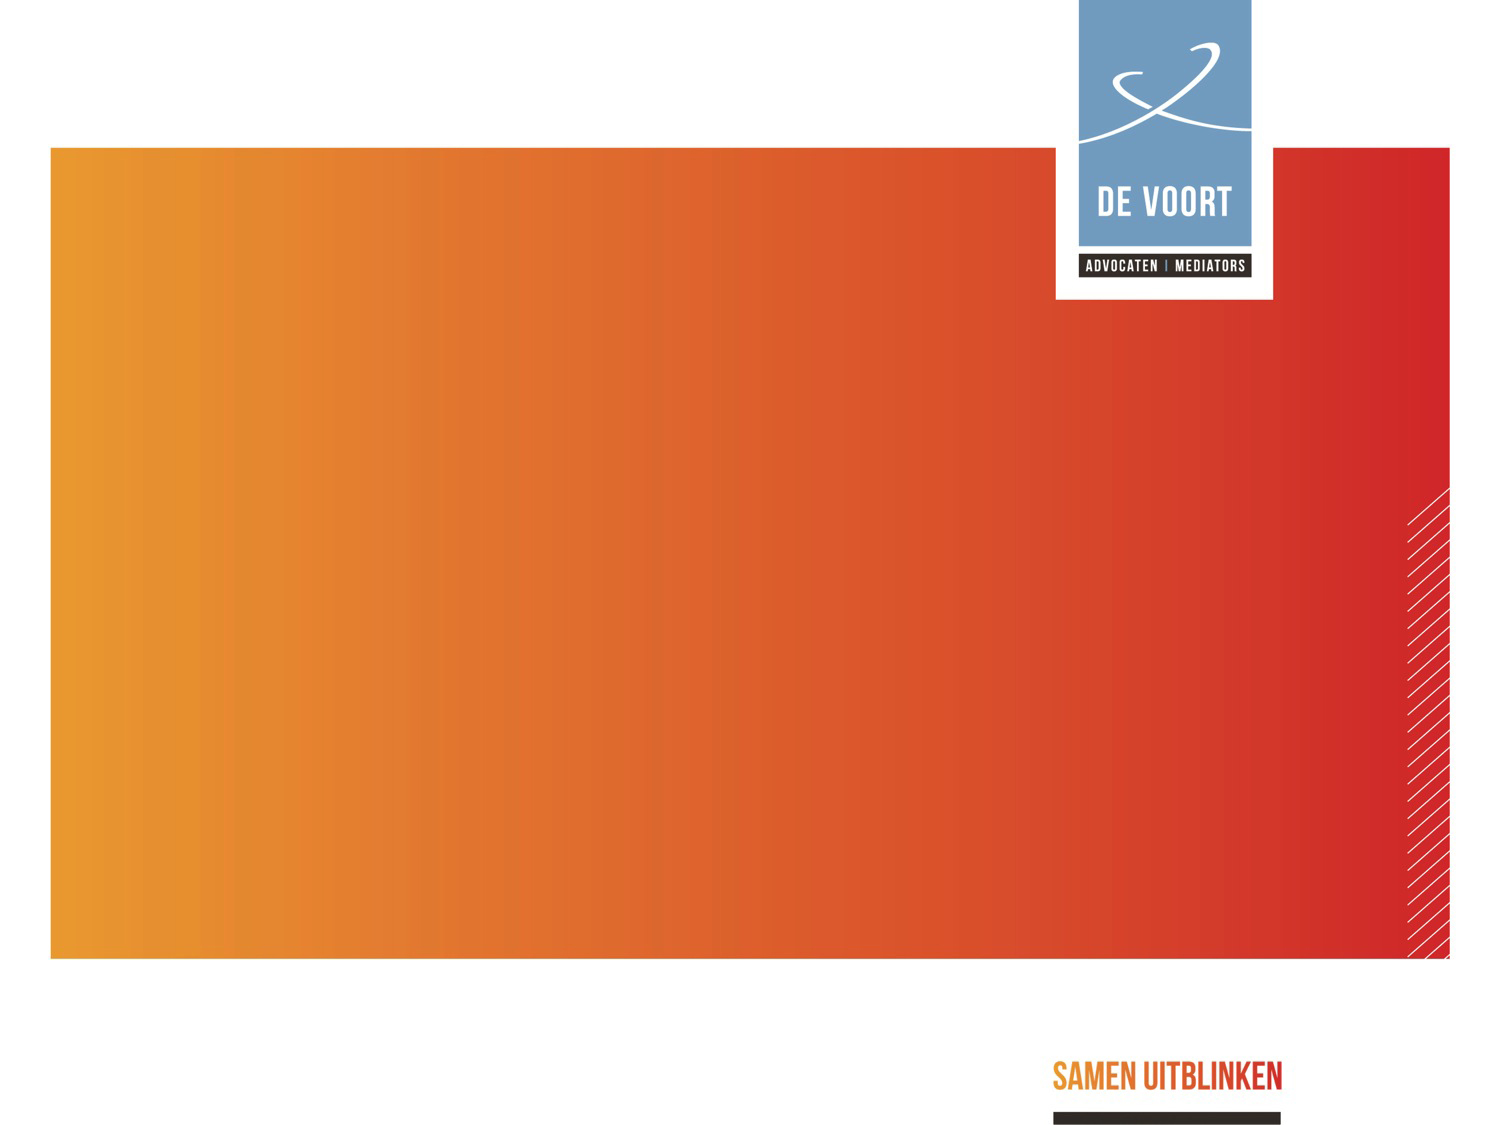 DE VOORT
ADVOCATEN | MEDIATORS
SAMEN UITBLINKEN